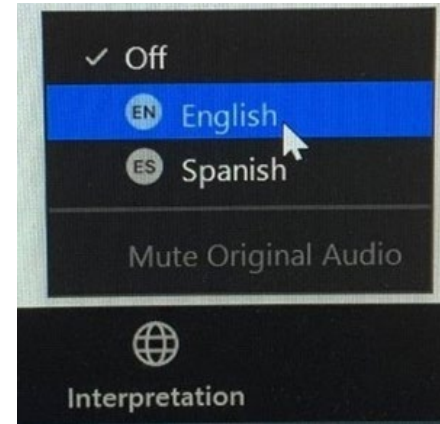 ✓ Off
EN English
ES Spanish
Mute Original Audio
Interpretation